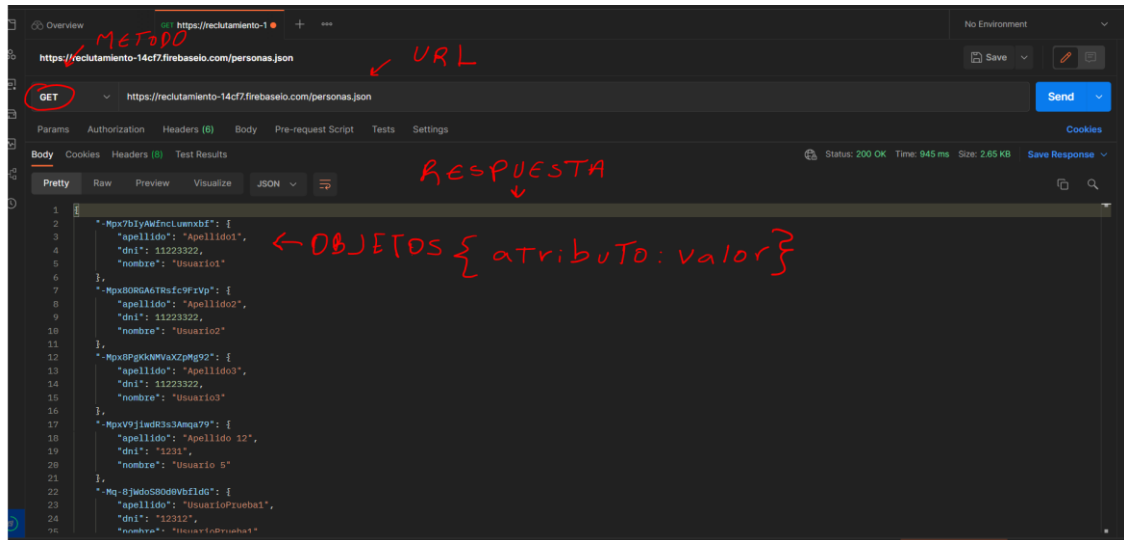 Overview
GET https://reclutamiento-1
No Environment
METODO
https://reclutamiento-14cf7.firebaseio.com/personas.json
URL
Save
GET
https://reclutamiento-14cf7.firebaseio.com/personas.json
Send
Params Authorization Headers (6) Body Pre-request Script Tests Settings
Cookies
Body Cookies Headers (8) Test Results
Status: 200 OK Time: 945 ms Size: 2.65 KB Save Response
RESPUESTA
Pretty Raw Preview Visualize JSON
1 {
2 "-Mpx7bIyAWfncLuwnxbf": {
3 "apellido": "Apellido1",
4 "dni": 11223322,
5 "nombre": "Usuario1"
← OBJETOS { atributo: valor}
6 },
7 "-Mpx8ORGA6TRsfc9FrVp": {
8 "apellido": "Apellido2",
9 "dni": 11223322,
10 "nombre": "Usuario2"
11 },
12 "-Mpx8PgKkNMVaXZpMg92": {
13 "apellido": "Apellido3",
14 "dni": 11223322,
15 "nombre": "Usuario3"
16 },
17 "-MpxV9jiwdR3s3Amqa79": {
18 "apellido": "Apellido 12",
19 "dni": "1231",
20 "nombre": "Usuario 5"
21 },
22 "-Mq-8jWdoS8Od0VbfldG": {
23 "apellido": "UsuarioPrueba1",
24 "dni": "12312",
25 "nombre": "UsuarioPrueba1"